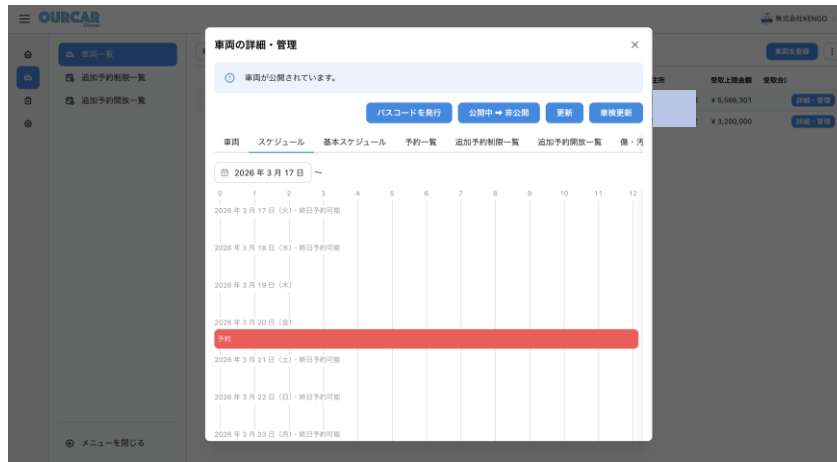 OURCAR
Channel
株式会社KENGO
車両一覧
追加予約制限一覧
追加予約開放一覧
メニューを閉じる
車両を登録
住所 受取上限金額 受取台
¥ 5,566,301 詳細・管理
¥ 3,200,000 詳細・管理
車両の詳細・管理
車両が公開されています。
パスコードを発行 公開中 ➡ 非公開 更新 車検更新
車両 スケジュール 基本スケジュール 予約一覧 追加予約制限一覧 追加予約開放一覧 傷・汚
2026 年 3 月 17 日 ～
0 1 2 3 4 5 6 7 8 9 10 11 12
2026 年 3 月 17 日（火）・終日予約可能
2026 年 3 月 18 日（水）・終日予約可能
2026 年 3 月 19 日（木）
2026 年 3 月 20 日（金）
予約
2026 年 3 月 21 日（土）・終日予約可能
2026 年 3 月 22 日（日）・終日予約可能
2026 年 3 月 23 日（月）・終日予約可能